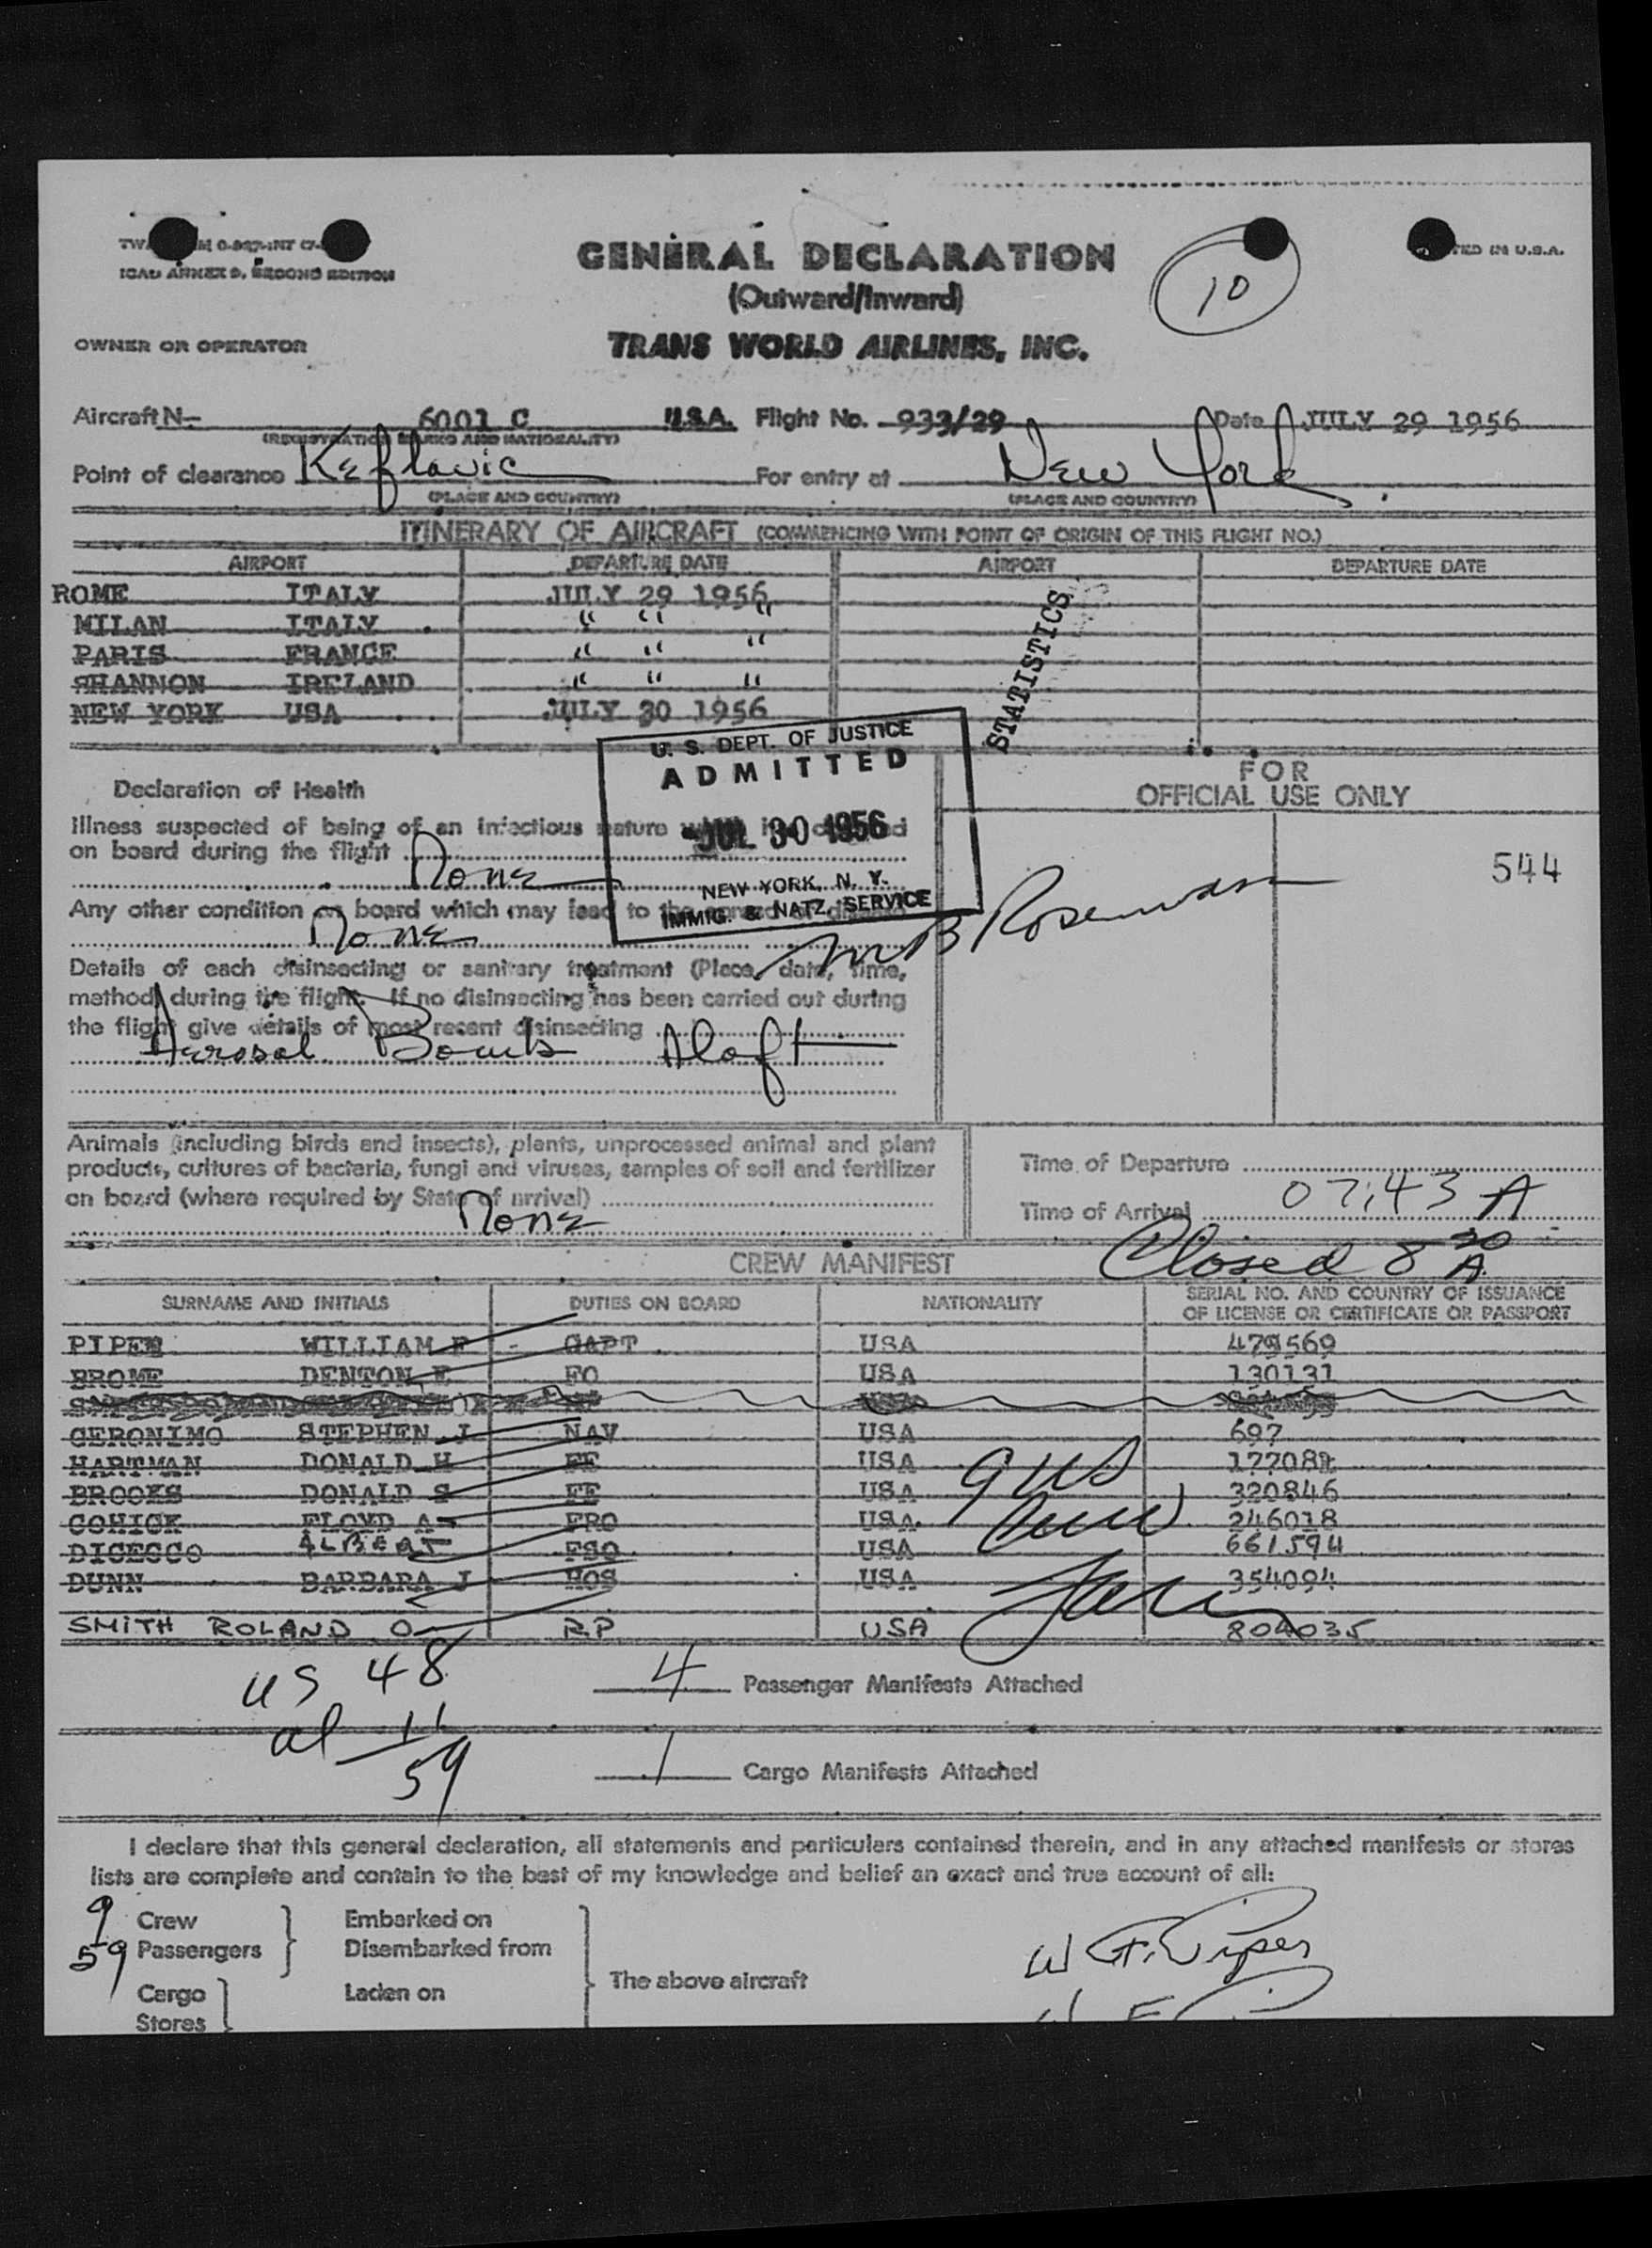 GENERAL DECLARATION
(Outward/Inward)
10
ICAO ANNEX 9, SECOND EDITION
OWNER OR OPERATOR
TRANS WORLD AIRLINES, INC.
Aircraft N- 6001 C U.S.A. Flight No. 933/29 Date JULY 29 1956
(REGISTRATION MARKS AND NATIONALITY)
Point of clearance Keflavic For entry at New York
(PLACE AND COUNTRY) (PLACE AND COUNTRY)
ITINERARY OF AIRCRAFT (COMMENCING WITH POINT OF ORIGIN OF THIS FLIGHT NO.)
AIRPORT DEPARTURE DATE AIRPORT DEPARTURE DATE
ROME ITALY JULY 29 1956
MILAN ITALY " " "
PARIS FRANCE " " "
SHANNON IRELAND " " "
NEW YORK USA JULY 30 1956
STATISTICS
U. S. DEPT. OF JUSTICE
ADMITTED
JUL 30 1956
NEW YORK, N. Y.
IMMIG. & NATZ. SERVICE
FOR
OFFICIAL USE ONLY
544
Declaration of Health
Illness suspected of being of an infectious nature
on board during the flight
None
Any other condition on board which may lead to the
None
Details of each disinsecting or sanitary treatment (Place, date, time,
method) during the flight. If no disinsecting has been carried out during
the flight give details of most recent disinsecting
Aerosol Bombs Aloft
Animals (including birds and insects), plants, unprocessed animal and plant
products, cultures of bacteria, fungi and viruses, samples of soil and fertilizer
on board (where required by State of arrival)
None
Time of Departure
Time of Arrival 07:43 A
Closed 8 30 A
CREW MANIFEST
SURNAME AND INITIALS DUTIES ON BOARD NATIONALITY SERIAL NO. AND COUNTRY OF ISSUANCE
OF LICENSE OR CERTIFICATE OR PASSPORT
PIPER WILLIAM F CAPT USA 479569
BROME DENTON E FO USA 130131
GERONIMO STEPHEN J NAV USA 697
HARTMAN DONALD H FE USA
BROOKS DONALD S FE USA 320846
COHICK FLOYD A FRO USA 246018
DICESCO ALBERT FSO USA 661594
DUNN BARBARA J HOS USA 354094
SMITH ROLAND O RP USA 804035
9 US
US 48
al 11
59
4 Passenger Manifests Attached
1 Cargo Manifests Attached
I declare that this general declaration, all statements and particulars contained therein, and in any attached manifests or stores
lists are complete and contain to the best of my knowledge and belief an exact and true account of all:
9 Crew
59 Passengers
Embarked on
Disembarked from
Cargo
Stores
Laden on
The above aircraft
W F. Piper